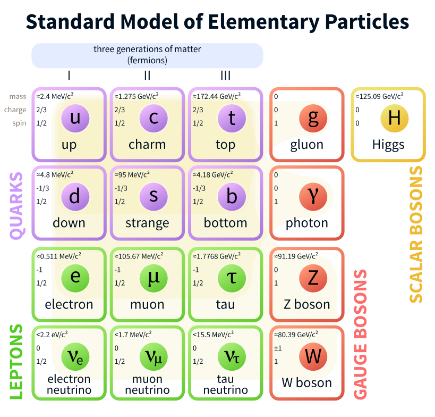 Standard Model of Elementary Particles
three generations of matter
(fermions)
I II III
mass ≃2.4 MeV/c² ≃1.275 GeV/c² ≃172.44 GeV/c² 0 ≃125.09 GeV/c²
charge 2/3 2/3 2/3 0 0
spin 1/2 1/2 1/2 1 0
u c t g H
up charm top gluon Higgs
≃4.8 MeV/c² ≃95 MeV/c² ≃4.18 GeV/c² 0
-1/3 -1/3 -1/3 0
1/2 1/2 1/2 1
d s b γ
down strange bottom photon
QUARKS
≃0.511 MeV/c² ≃105.67 MeV/c² ≃1.7768 GeV/c² ≃91.19 GeV/c²
-1 -1 -1 0
1/2 1/2 1/2 1
e μ τ Z
electron muon tau Z boson
<2.2 eV/c² <1.7 MeV/c² <15.5 MeV/c² ≃80.39 GeV/c²
0 0 0 ±1
1/2 1/2 1/2 1
νe νμ ντ W
electron neutrino muon neutrino tau neutrino W boson
LEPTONS
GAUGE BOSONS
SCALAR BOSONS